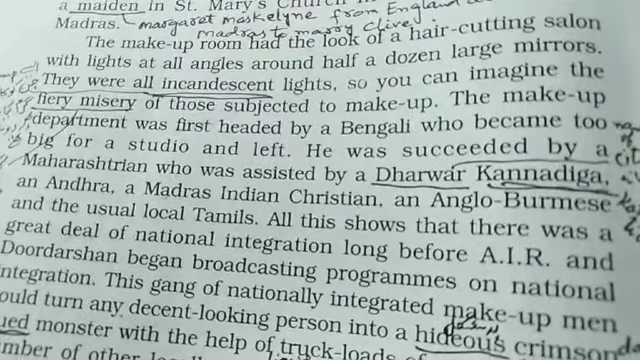 a maiden in St. Mary's Church
Madras. - margaret maskelyne from England
madras to marry Clive
The make-up room had the look of a hair-cutting salon
with lights at all angles around half a dozen large mirrors.
They were all incandescent lights, so you can imagine the
fiery misery of those subjected to make-up. The make-up
department was first headed by a Bengali who became too
big for a studio and left. He was succeeded by a
Maharashtrian who was assisted by a Dharwar Kannadiga,
an Andhra, a Madras Indian Christian, an Anglo-Burmese
and the usual local Tamils. All this shows that there was a
great deal of national integration long before A.I.R. and
Doordarshan began broadcasting programmes on national
integration. This gang of nationally integrated make-up men
ould turn any decent-looking person into a hideous crimson
ued monster with the help of truck-loads of
mber of other